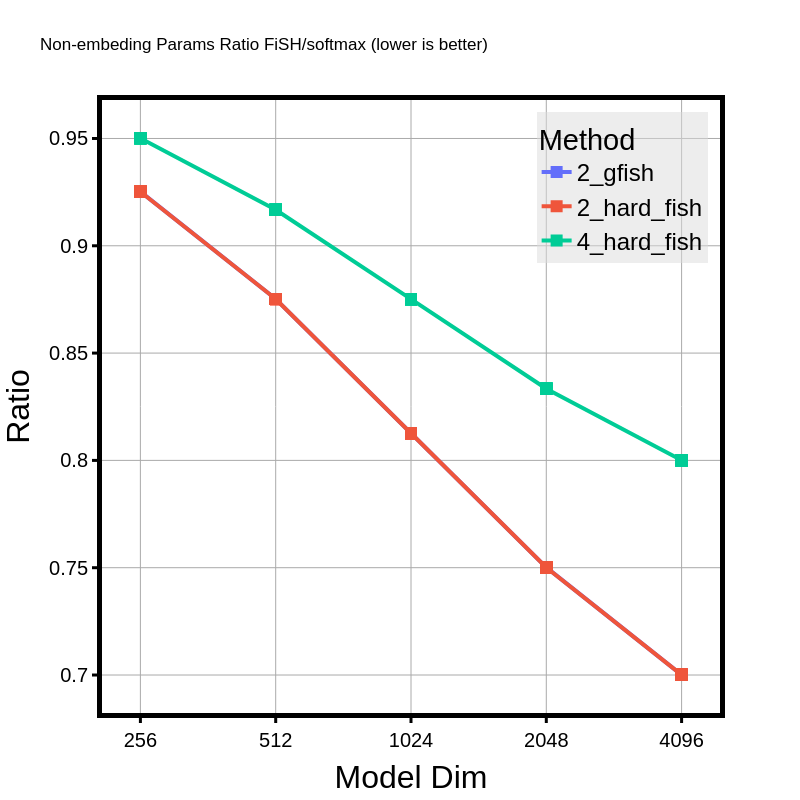 Non-embeding Params Ratio FiSH/softmax (lower is better)
Method
2_gfish
2_hard_fish
4_hard_fish
0.95
0.9
0.85
0.8
0.75
0.7
Ratio
256 512 1024 2048 4096
Model Dim